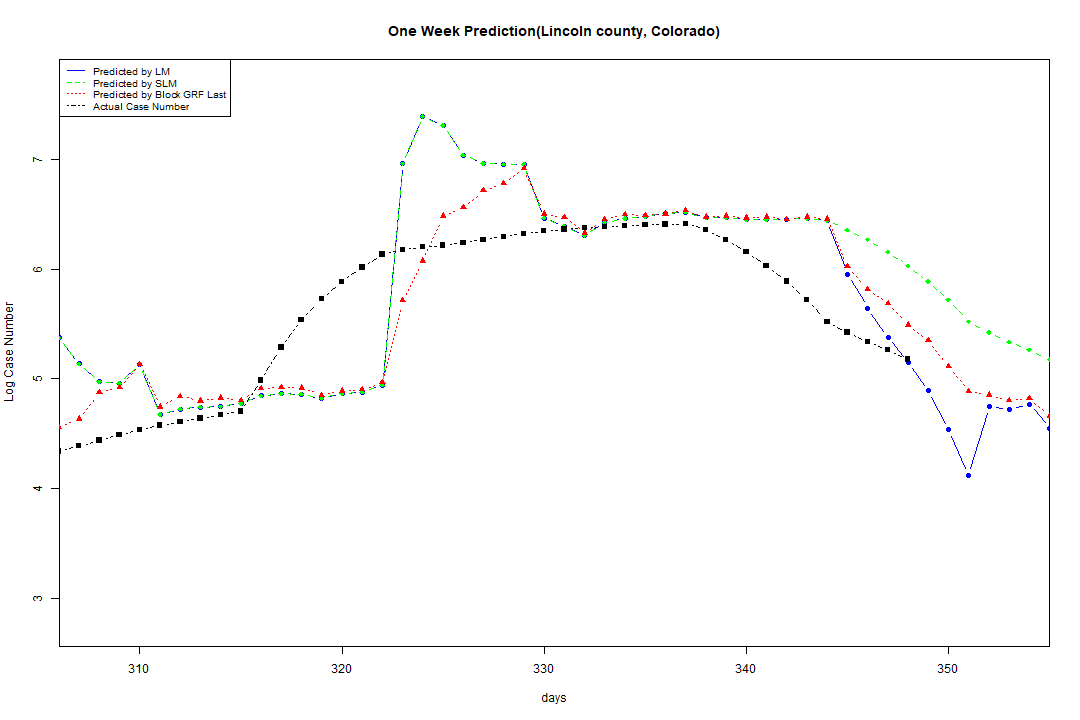 One Week Prediction(Lincoln county, Colorado)
Predicted by LM
Predicted by SLM
Predicted by Block GRF Last
Actual Case Number
Log Case Number
7
6
5
4
3
310 320 330 340 350
days